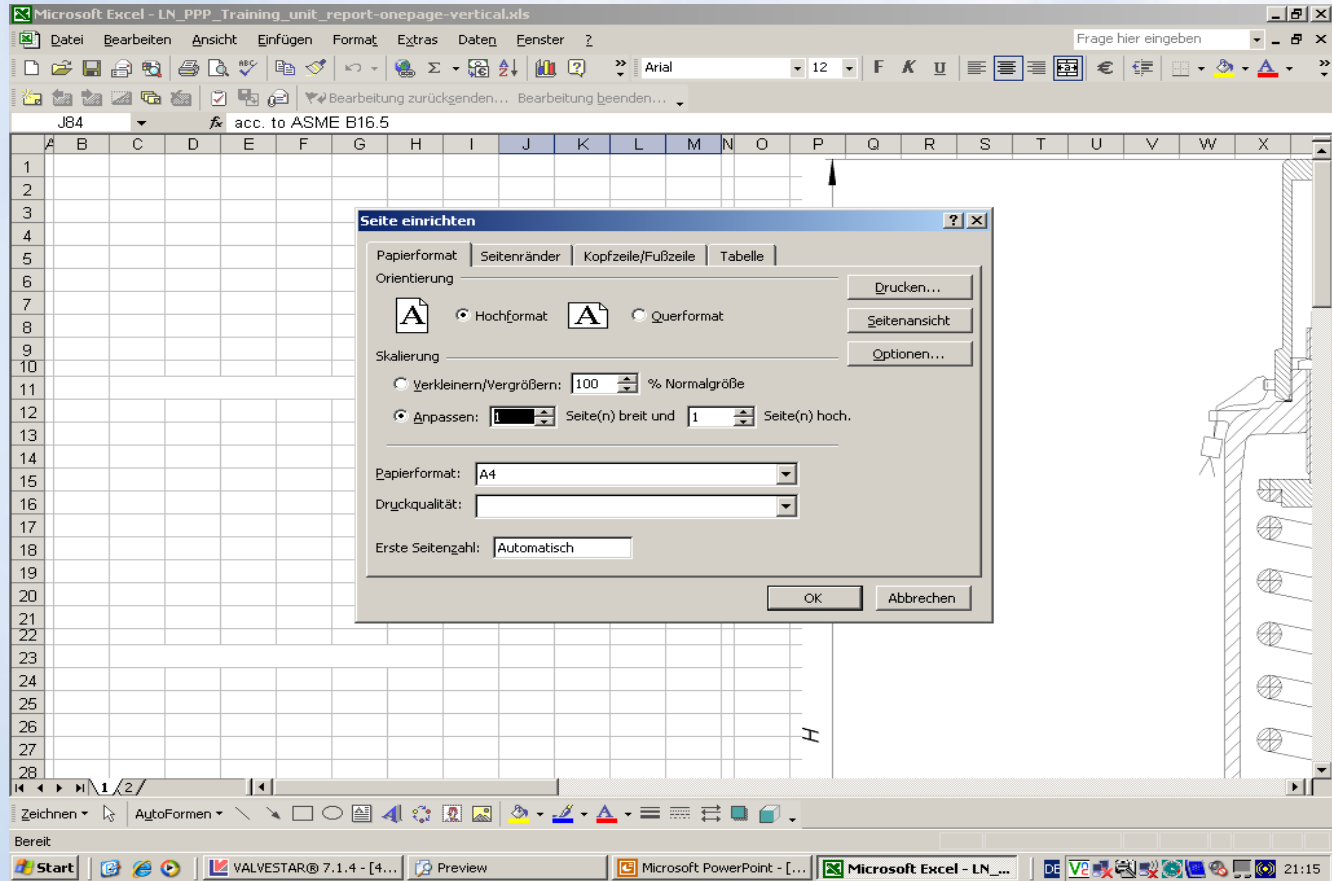 Microsoft Excel - LN_PPP_Training_unit_report-onepage-vertical.xls
Datei Bearbeiten Ansicht Einfügen Format Extras Daten Fenster ? Frage hier eingeben
ABC Σ A Z » Arial 12 F K U € A »
Bearbeitung zurücksenden... Bearbeitung beenden...
J84 fx acc. to ASME B16.5
A B C D E F G H I J K L M N O P Q R S T U V W X
1
2
3
Seite einrichten ?
4
5
Papierformat Seitenränder Kopfzeile/Fußzeile Tabelle
6
Orientierung
Drucken...
7
A Hochformat A Querformat
Seitenansicht
8
9
Skalierung
Optionen...
10
11
Verkleinern/Vergrößern: 100 % Normalgröße
12
Anpassen: 1 Seite(n) breit und 1 Seite(n) hoch.
13
14
15
Papierformat: A4
16
Druckqualität:
17
18
Erste Seitenzahl: Automatisch
19
20
OK Abbrechen
21
22
23
24
25
26
H
27
28
1 2
Zeichnen AutoFormen A A
Bereit
Start VALVESTAR® 7.1.4 - [4... Preview Microsoft PowerPoint - [... Microsoft Excel - LN_... DE V2 21:15